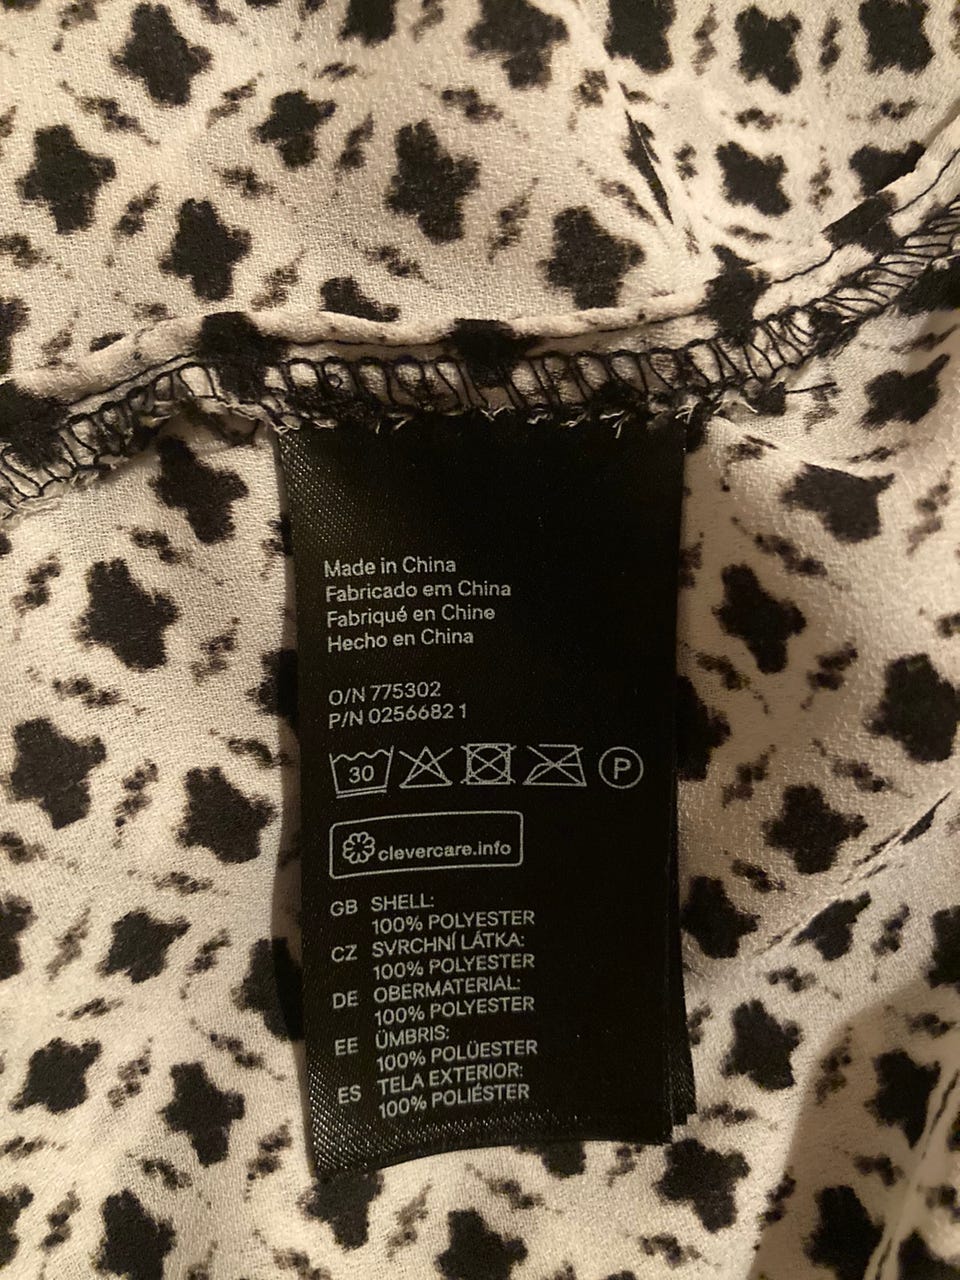 Made in China
Fabricado em China
Fabriqué en Chine
Hecho en China
O/N 775302
P/N 02566821
30 P
clevercare.info
GB SHELL:
100% POLYESTER
CZ SVRCHNÍ LÁTKA:
100% POLYESTER
DE OBERMATERIAL:
100% POLYESTER
EE ÜMBRIS:
100% POLÜESTER
ES TELA EXTERIOR:
100% POLIÉSTER